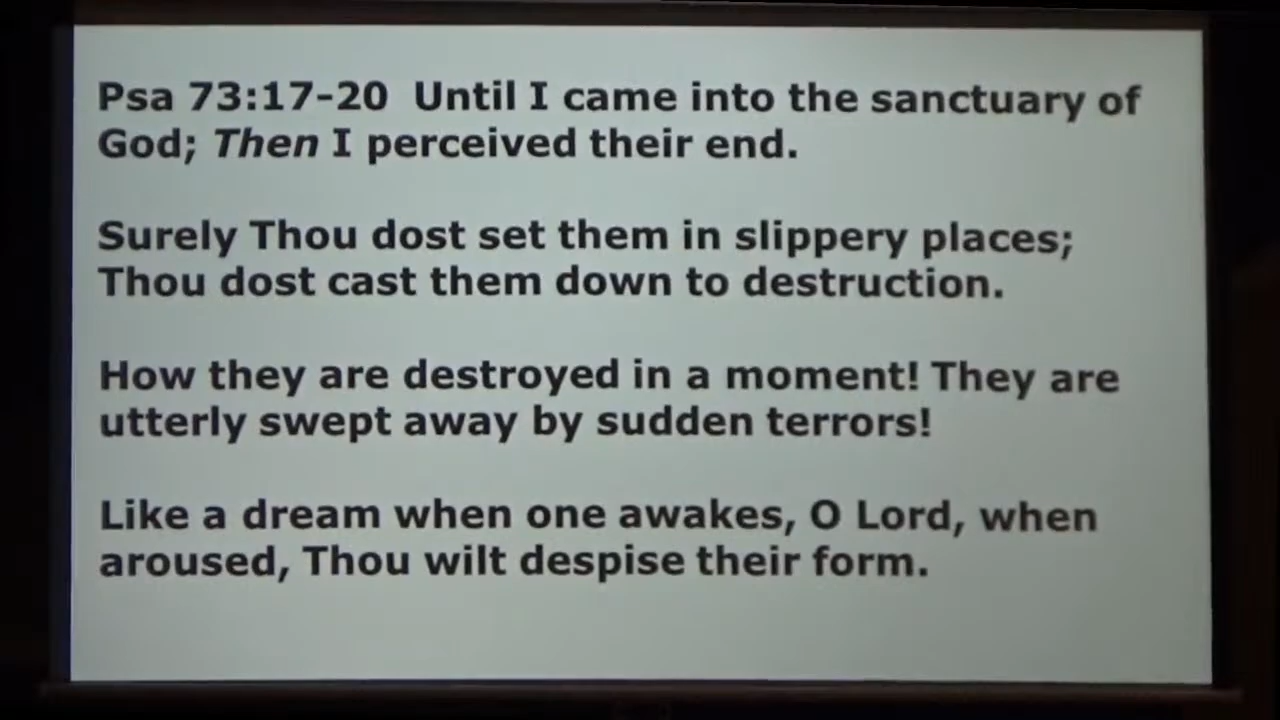 Psa 73:17-20 Until I came into the sanctuary of
God; Then I perceived their end.
Surely Thou dost set them in slippery places;
Thou dost cast them down to destruction.
How they are destroyed in a moment! They are
utterly swept away by sudden terrors!
Like a dream when one awakes, O Lord, when
aroused, Thou wilt despise their form.